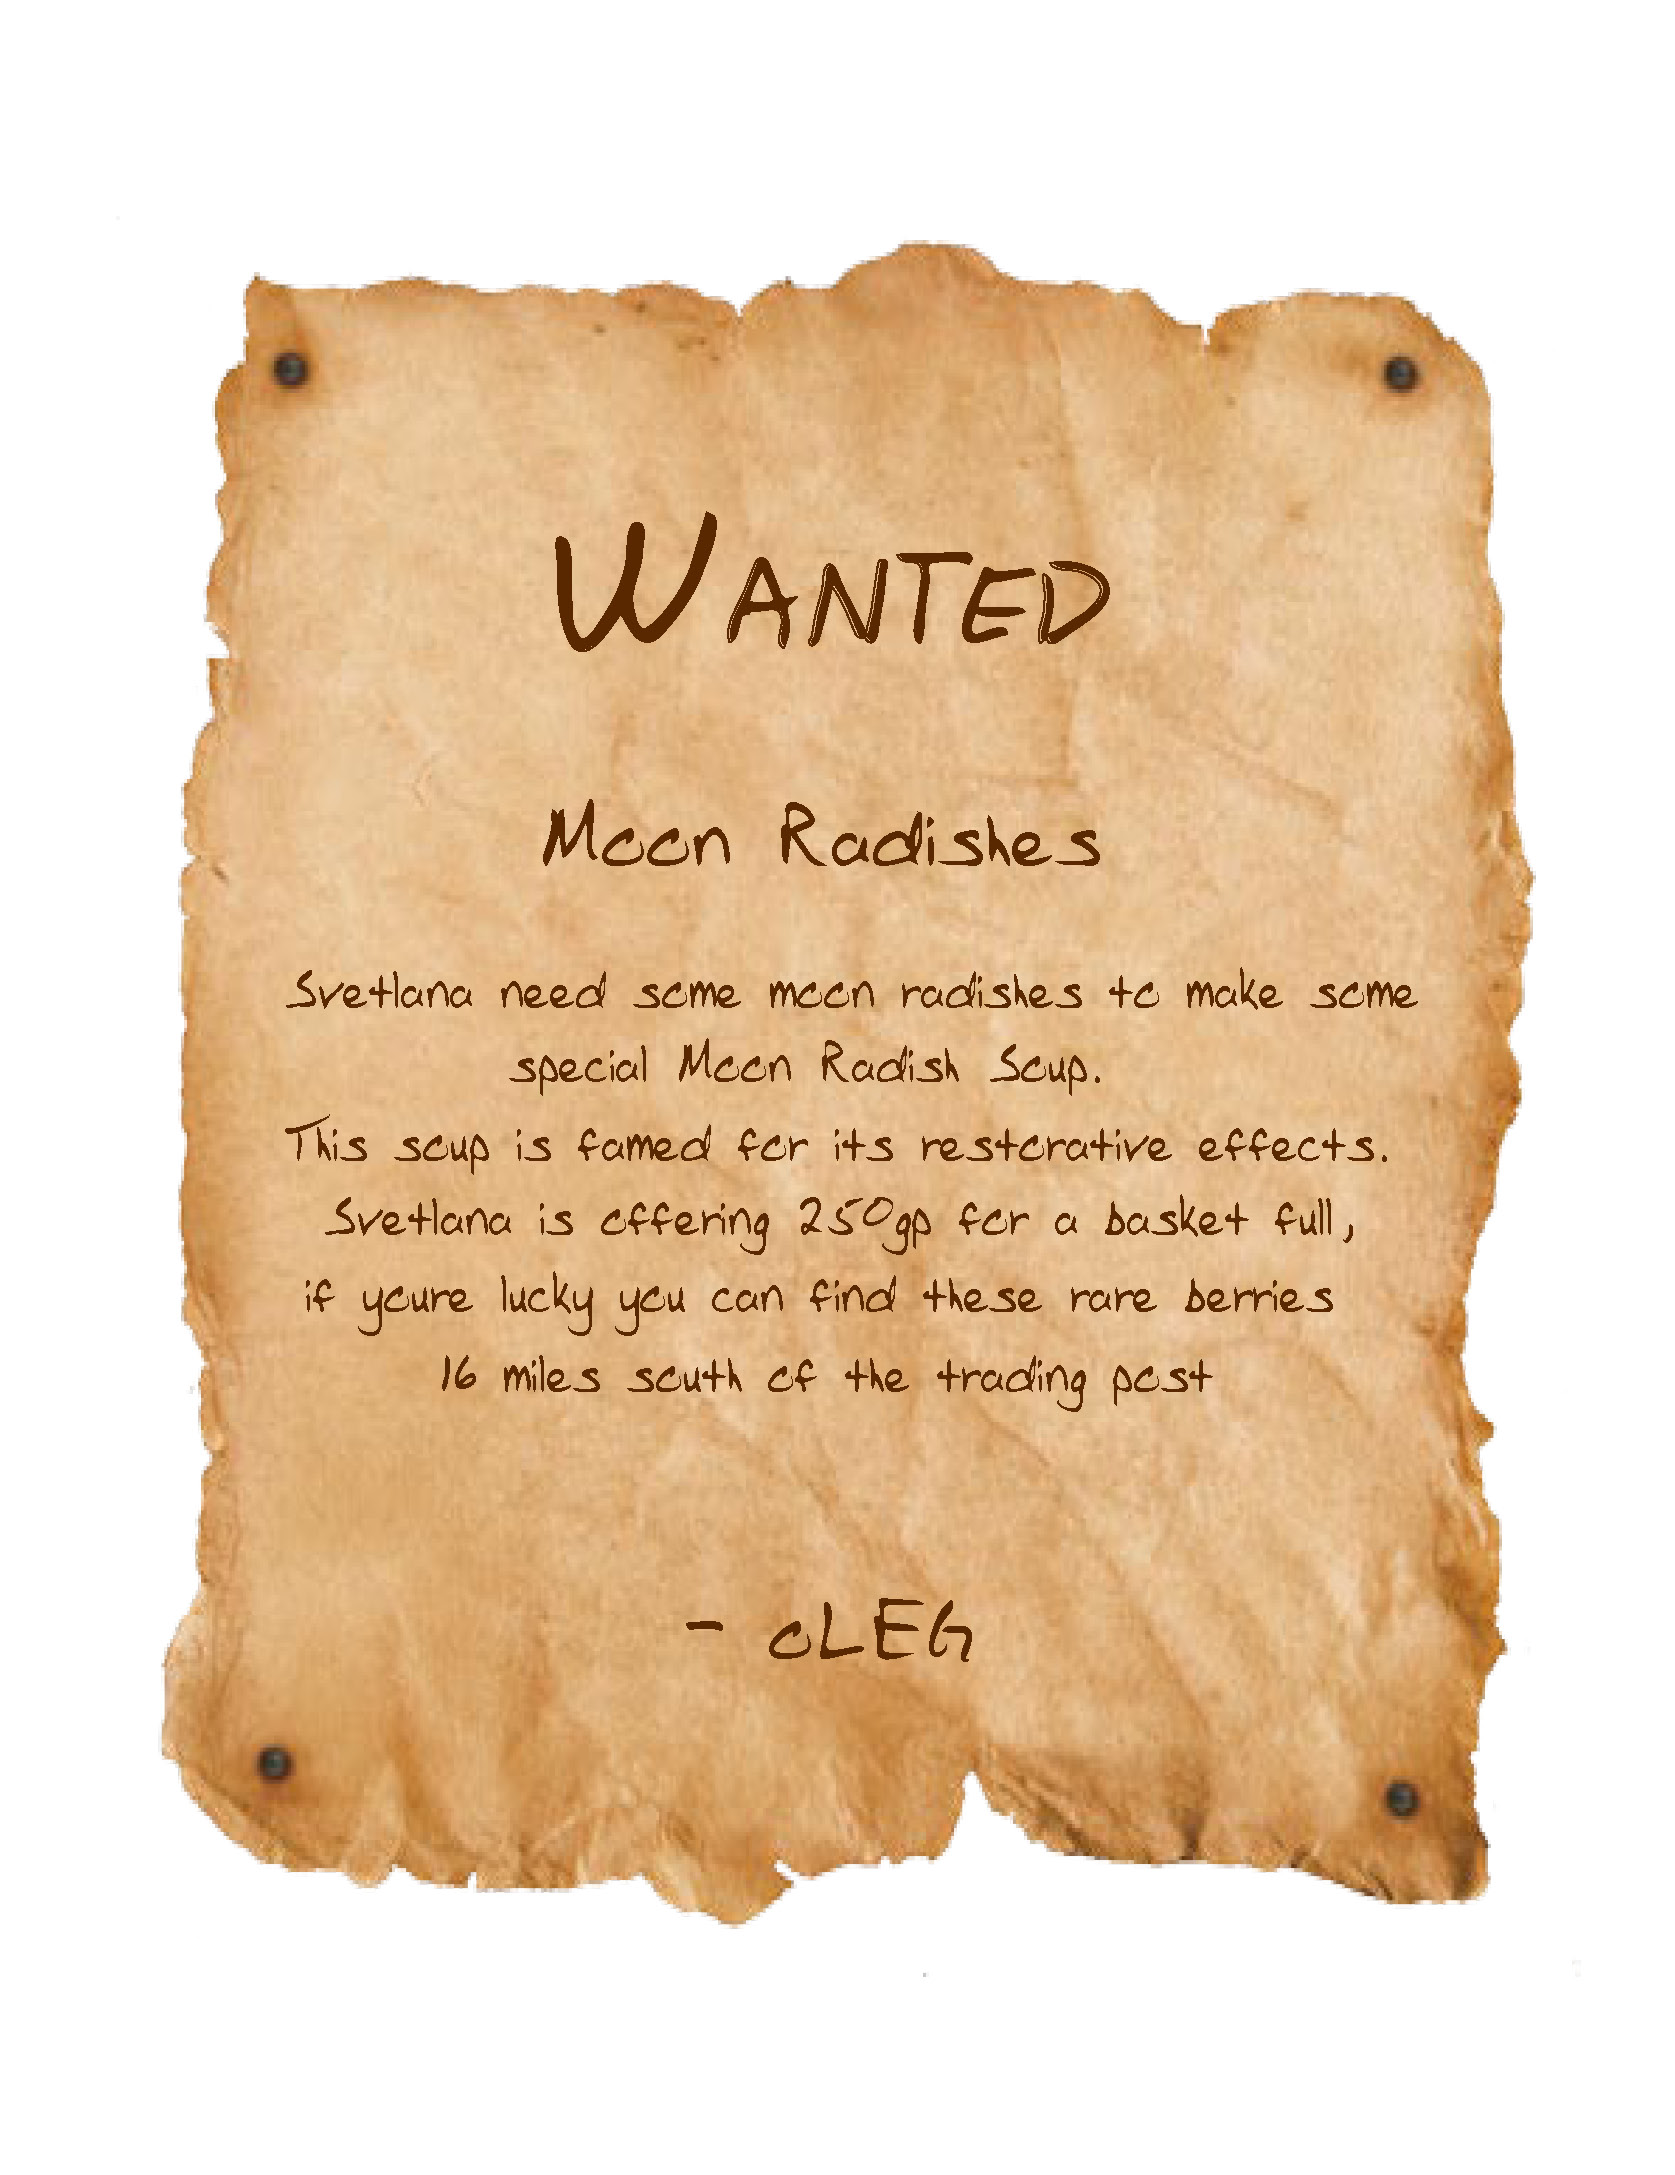 WANTED
Moon Radishes
Svetlana need some moon radishes to make some
special Moon Radish Soup.
This soup is famed for its restorative effects.
Svetlana is offering 250gp for a basket full,
if youre lucky you can find these rare berries
16 miles south of the trading post
- oLEG